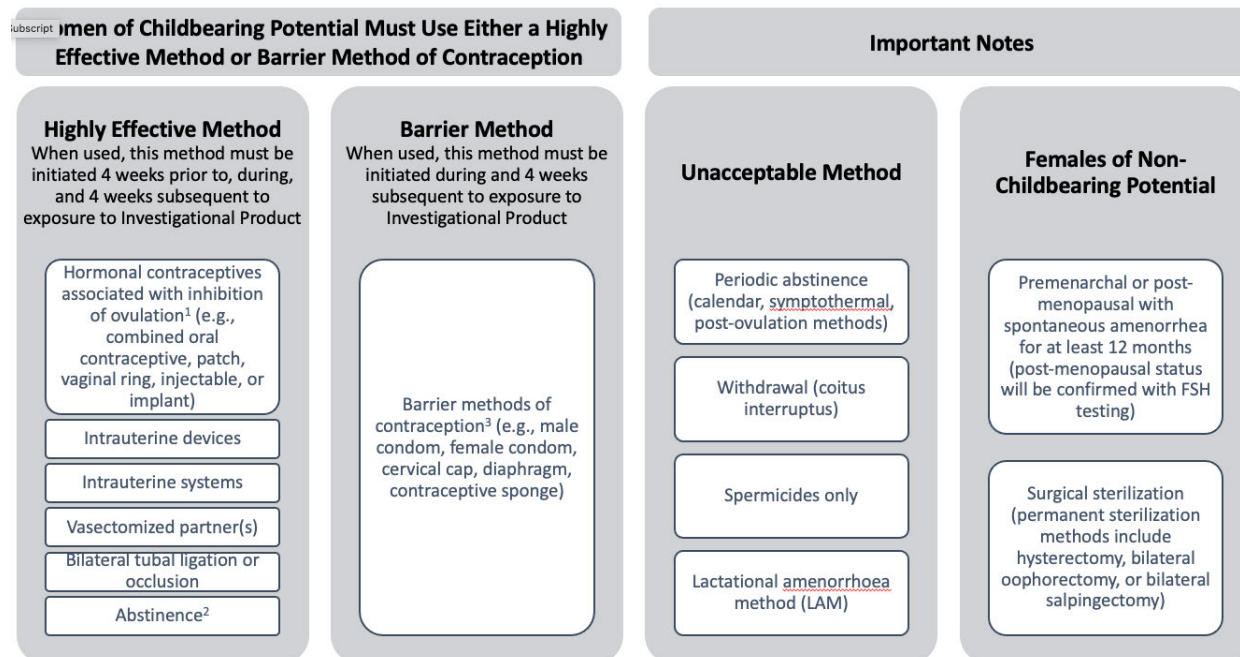 Subscript
omen of Childbearing Potential Must Use Either a Highly
Effective Method or Barrier Method of Contraception
Important Notes
Highly Effective Method
When used, this method must be
initiated 4 weeks prior to, during,
and 4 weeks subsequent to
exposure to Investigational Product
Hormonal contraceptives
associated with inhibition
of ovulation¹ (e.g.,
combined oral
contraceptive, patch,
vaginal ring, injectable, or
implant)
Intrauterine devices
Intrauterine systems
Vasectomized partner(s)
Bilateral tubal ligation or
occlusion
Abstinence²
Barrier Method
When used, this method must be
initiated during and 4 weeks
subsequent to exposure to
Investigational Product
Barrier methods of
contraception³ (e.g., male
condom, female condom,
cervical cap, diaphragm,
contraceptive sponge)
Unacceptable Method
Periodic abstinence
(calendar, symptothermal,
post-ovulation methods)
Withdrawal (coitus
interruptus)
Spermicides only
Lactational amenorrhoea
method (LAM)
Females of Non-
Childbearing Potential
Premenarchal or post-
menopausal with
spontaneous amenorrhea
for at least 12 months
(post-menopausal status
will be confirmed with FSH
testing)
Surgical sterilization
(permanent sterilization
methods include
hysterectomy, bilateral
oophorectomy, or bilateral
salpingectomy)